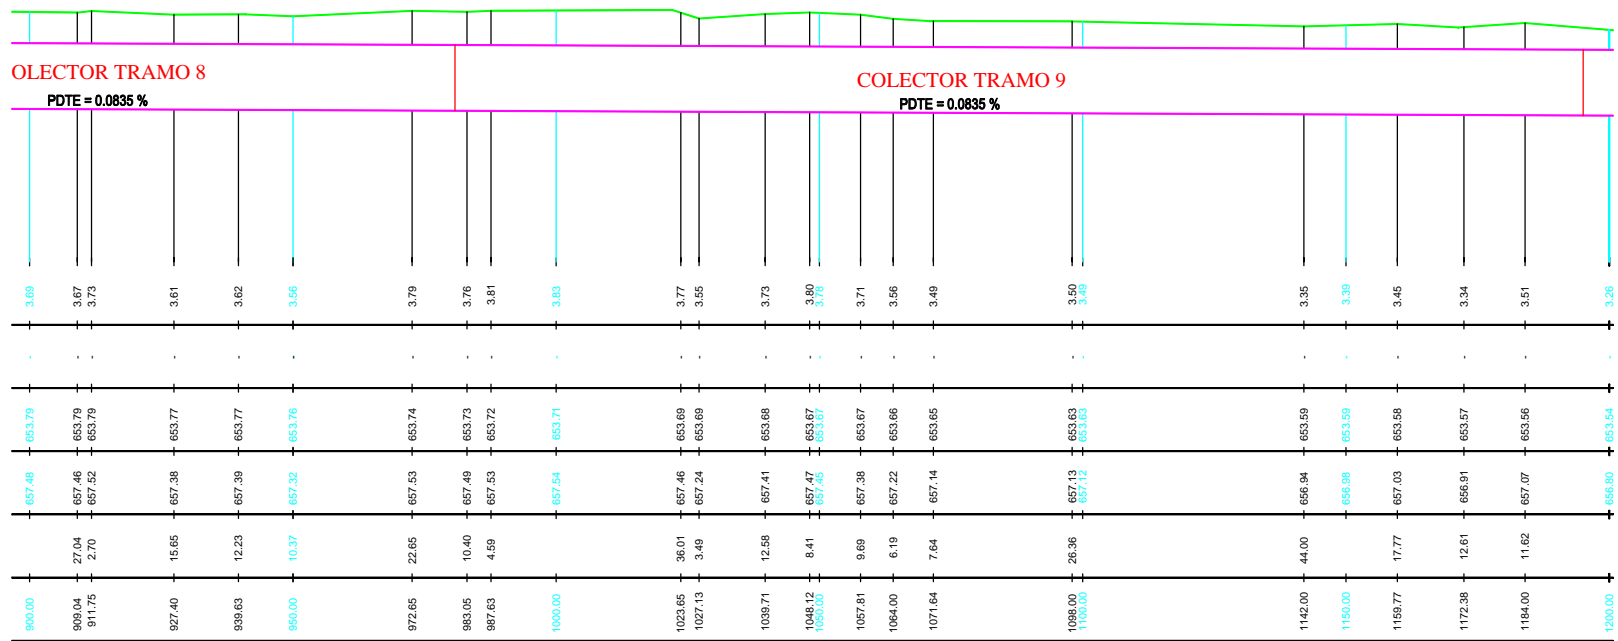 OLECTOR TRAMO 8
PDTE = 0.0835 %
COLECTOR TRAMO 9
PDTE = 0.0835 %
3.69 3.67 3.73 3.61 3.62 3.56 3.79 3.76 3.81 3.83 3.77 3.55 3.73 3.80 3.78 3.71 3.56 3.49 3.50 3.49 3.35 3.39 3.45 3.34 3.51 3.26
- - - - - - - - - - - - - - - - - - - - - - - - - -
653.79 653.79 653.79 653.77 653.77 653.76 653.74 653.73 653.72 653.71 653.69 653.69 653.68 653.67 653.67 653.67 653.66 653.65 653.63 653.63 653.59 653.59 653.58 653.57 653.56 653.54
657.48 657.46 657.52 657.38 657.39 657.32 657.53 657.49 657.53 657.54 657.46 657.24 657.41 657.47 657.45 657.38 657.22 657.14 657.13 657.12 656.94 656.98 657.03 656.91 657.07 656.80
27.04 2.70 15.65 12.23 10.37 22.65 10.40 4.59 36.01 3.49 12.58 8.41 9.69 6.19 7.64 26.36 44.00 17.77 12.61 11.62
900.00 909.04 911.75 927.40 939.63 950.00 972.65 983.05 987.63 1000.00 1023.65 1027.13 1039.71 1048.12 1050.00 1057.81 1064.00 1071.64 1098.00 1100.00 1142.00 1150.00 1159.77 1172.38 1184.00 1200.00